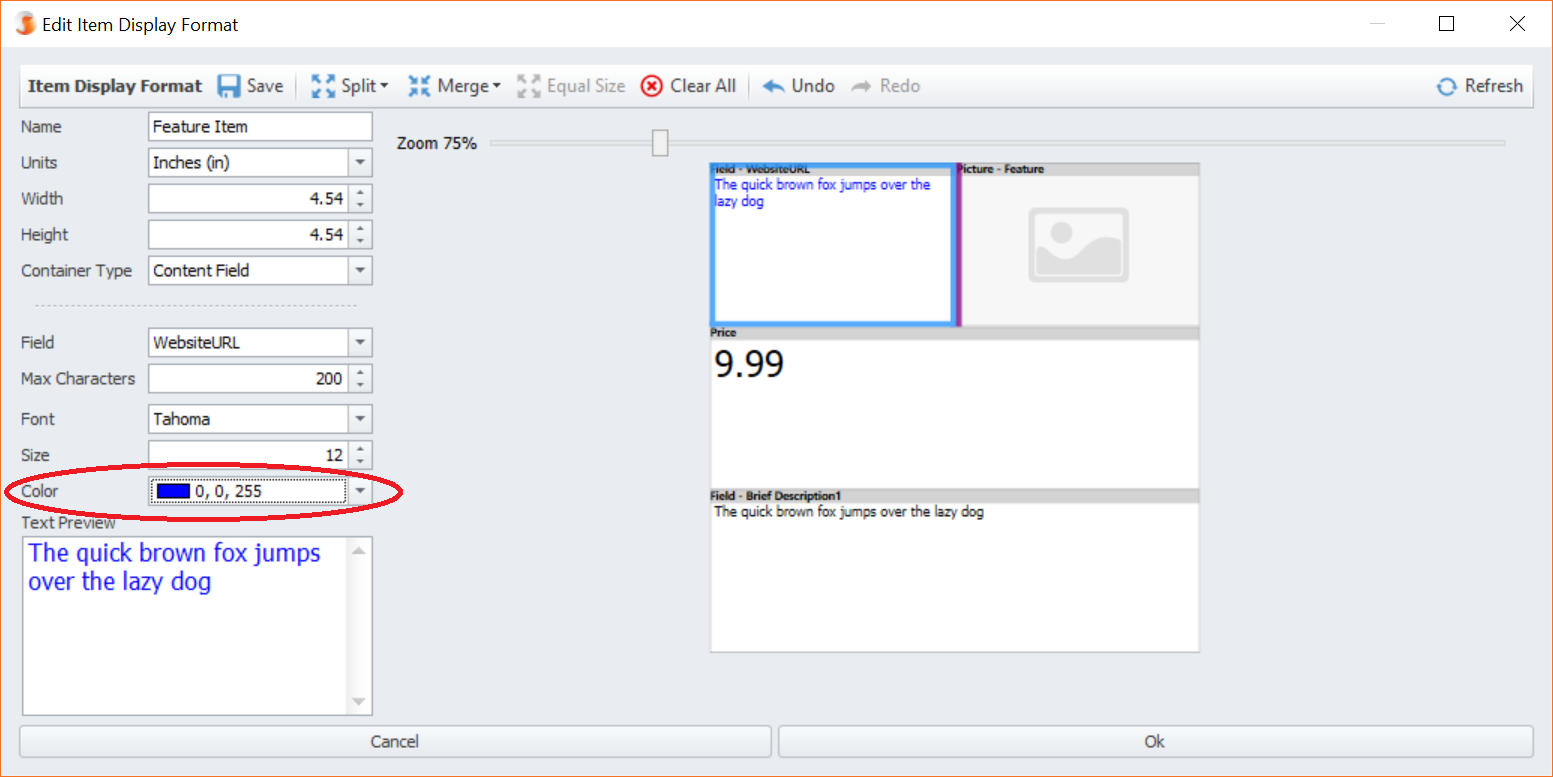 Edit Item Display Format
Item Display Format Save Split Merge Equal Size Clear All Undo Redo Refresh
Name Feature Item
Units Inches (in)
Width 4.54
Height 4.54
Container Type Content Field
Field WebsiteURL
Max Characters 200
Font Tahoma
Size 12
Color 0, 0, 255
Text Preview
The quick brown fox jumps
over the lazy dog
Zoom 75%
Field - WebsiteURL
The quick brown fox jumps over the
lazy dog
Picture - Feature
Price
9.99
Field - Brief Description1
The quick brown fox jumps over the lazy dog
Cancel Ok